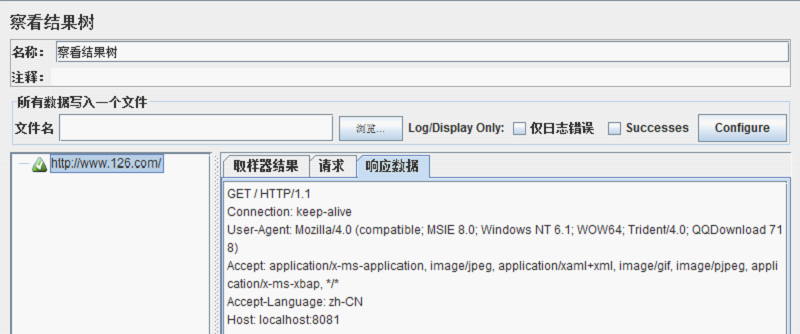 察看结果树
名称： 察看结果树
注释：
所有数据写入一个文件
文件名 浏览... Log/Display Only: 仅日志错误 Successes Configure
http://www.126.com/
取样器结果 请求 响应数据
GET / HTTP/1.1
Connection: keep-alive
User-Agent: Mozilla/4.0 (compatible; MSIE 8.0; Windows NT 6.1; WOW64; Trident/4.0; QQDownload 71
8)
Accept: application/x-ms-application, image/jpeg, application/xaml+xml, image/gif, image/pjpeg, appli
cation/x-ms-xbap, */*
Accept-Language: zh-CN
Host: localhost:8081